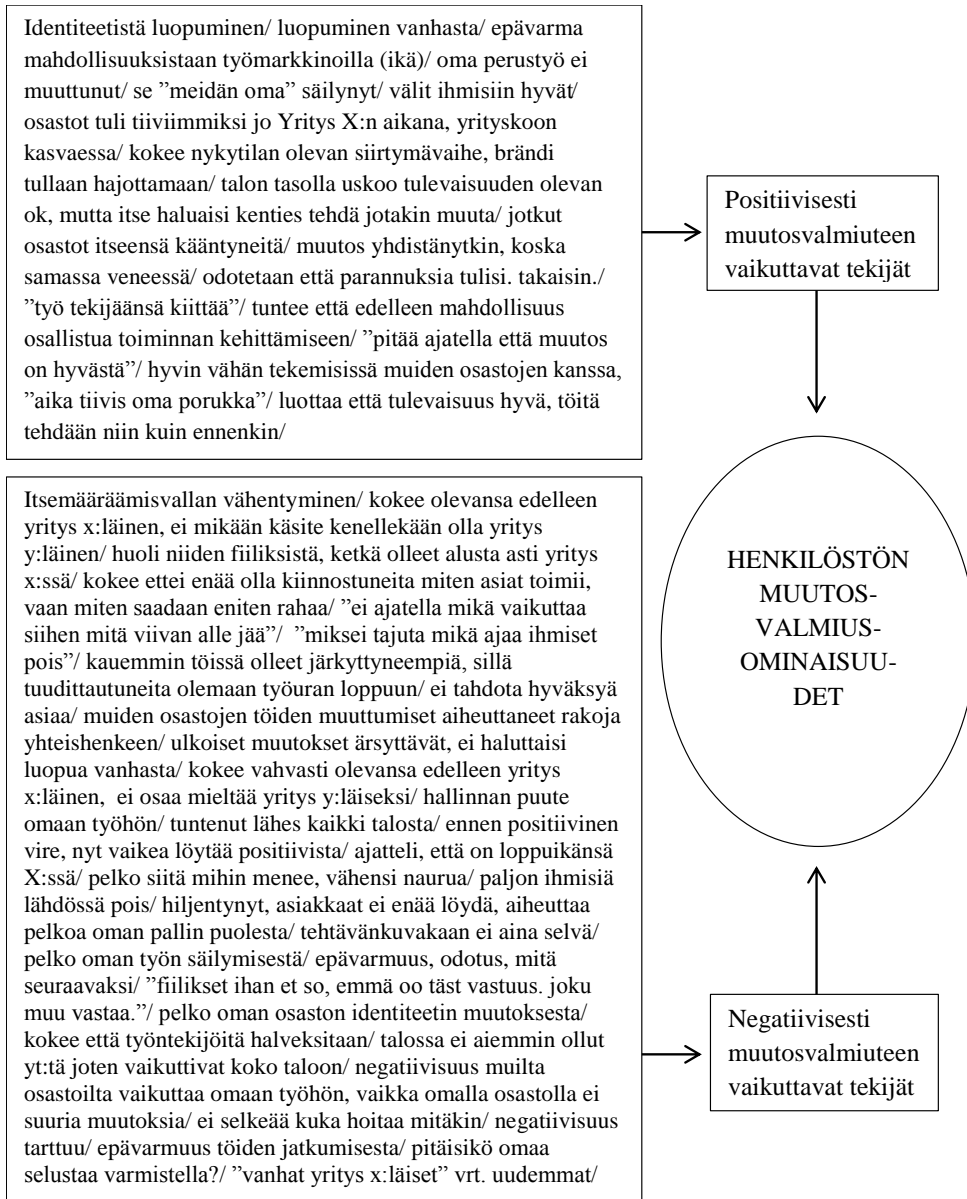 Identiteetistä luopuminen/ luopuminen vanhasta/ epävarma
mahdollisuuksistaan työmarkkinoilla (ikä)/ oma perustyö ei
muuttunut/ se ”meidän oma” säilynyt/ välit ihmisiin hyvät/
osastot tuli tiiviimmiksi jo Yritys X:n aikana, yrityskoon
kasvaessa/ kokee nykytilan olevan siirtymävaihe, brändi
tullaan hajottamaan/ talon tasolla uskoo tulevaisuuden olevan
ok, mutta itse haluaisi kenties tehdä jotakin muuta/ jotkut
osastot itseensä kääntyneitä/ muutos yhdistänytkin, koska
samassa veneessä/ odotetaan että parannuksia tulisi. takaisin./
”työ tekijäänsä kiittää”/ tuntee että edelleen mahdollisuus
osallistua toiminnan kehittämiseen/ ”pitää ajatella että muutos
on hyvästä”/ hyvin vähän tekemisissä muiden osastojen kanssa,
”aika tiivis oma porukka”/ luottaa että tulevaisuus hyvä, töitä
tehdään niin kuin ennenkin/
Positiivisesti
muutosvalmiuteen
vaikuttavat tekijät
Itsemääräämisvallan vähentyminen/ kokee olevansa edelleen
yritys x:läinen, ei mikään käsite kenellekään olla yritys
y:läinen/ huoli niiden fiiliksistä, ketkä olleet alusta asti yritys
x:ssä/ kokee ettei enää olla kiinnostuneita miten asiat toimii,
vaan miten saadaan eniten rahaa/ ”ei ajatella mikä vaikuttaa
siihen mitä viivan alle jää”/ ”miksei tajuta mikä ajaa ihmiset
pois”/ kauemmin töissä olleet järkyttyneempiä, sillä
tuudittautuneita olemaan työuran loppuun/ ei tahdota hyväksyä
asiaa/ muiden osastojen töiden muuttumiset aiheuttaneet rakoja
yhteishenkeen/ ulkoiset muutokset ärsyttävät, ei haluttaisi
luopua vanhasta/ kokee vahvasti olevansa edelleen yritys
x:läinen, ei osaa mieltää yritys y:läiseksi/ hallinnan puute
omaan työhön/ tuntenut lähes kaikki talosta/ ennen positiivinen
vire, nyt vaikea löytää positiivista/ ajatteli, että on loppuikänsä
X:ssä/ pelko siitä mihin menee, vähensi naurua/ paljon ihmisiä
lähdössä pois/ hiljentynyt, asiakkaat ei enää löydä, aiheuttaa
pelkoa oman pallin puolesta/ tehtävänkuvakaan ei aina selvä/
pelko oman työn säilymisestä/ epävarmuus, odotus, mitä
seuraavaksi/ ”fiilikset ihan et so, emmä oo täst vastuus. joku
muu vastaa.”/ pelko oman osaston identiteetin muutoksesta/
kokee että työntekijöitä halveksitaan/ talossa ei aiemmin ollut
yt:tä joten vaikuttivat koko taloon/ negatiivisuus muilta
osastoilta vaikuttaa omaan työhön, vaikka omalla osastolla ei
suuria muutoksia/ ei selkeää kuka hoitaa mitäkin/ negatiivisuus
tarttuu/ epävarmuus töiden jatkumisesta/ pitäisikö omaa
selustaa varmistella?/ ”vanhat yritys x:läiset” vrt. uudemmat/
HENKILÖSTÖN
MUUTOS-
VALMIUS-
OMINAISUU-
DET
Negatiivisesti
muutosvalmiuteen
vaikuttavat tekijät